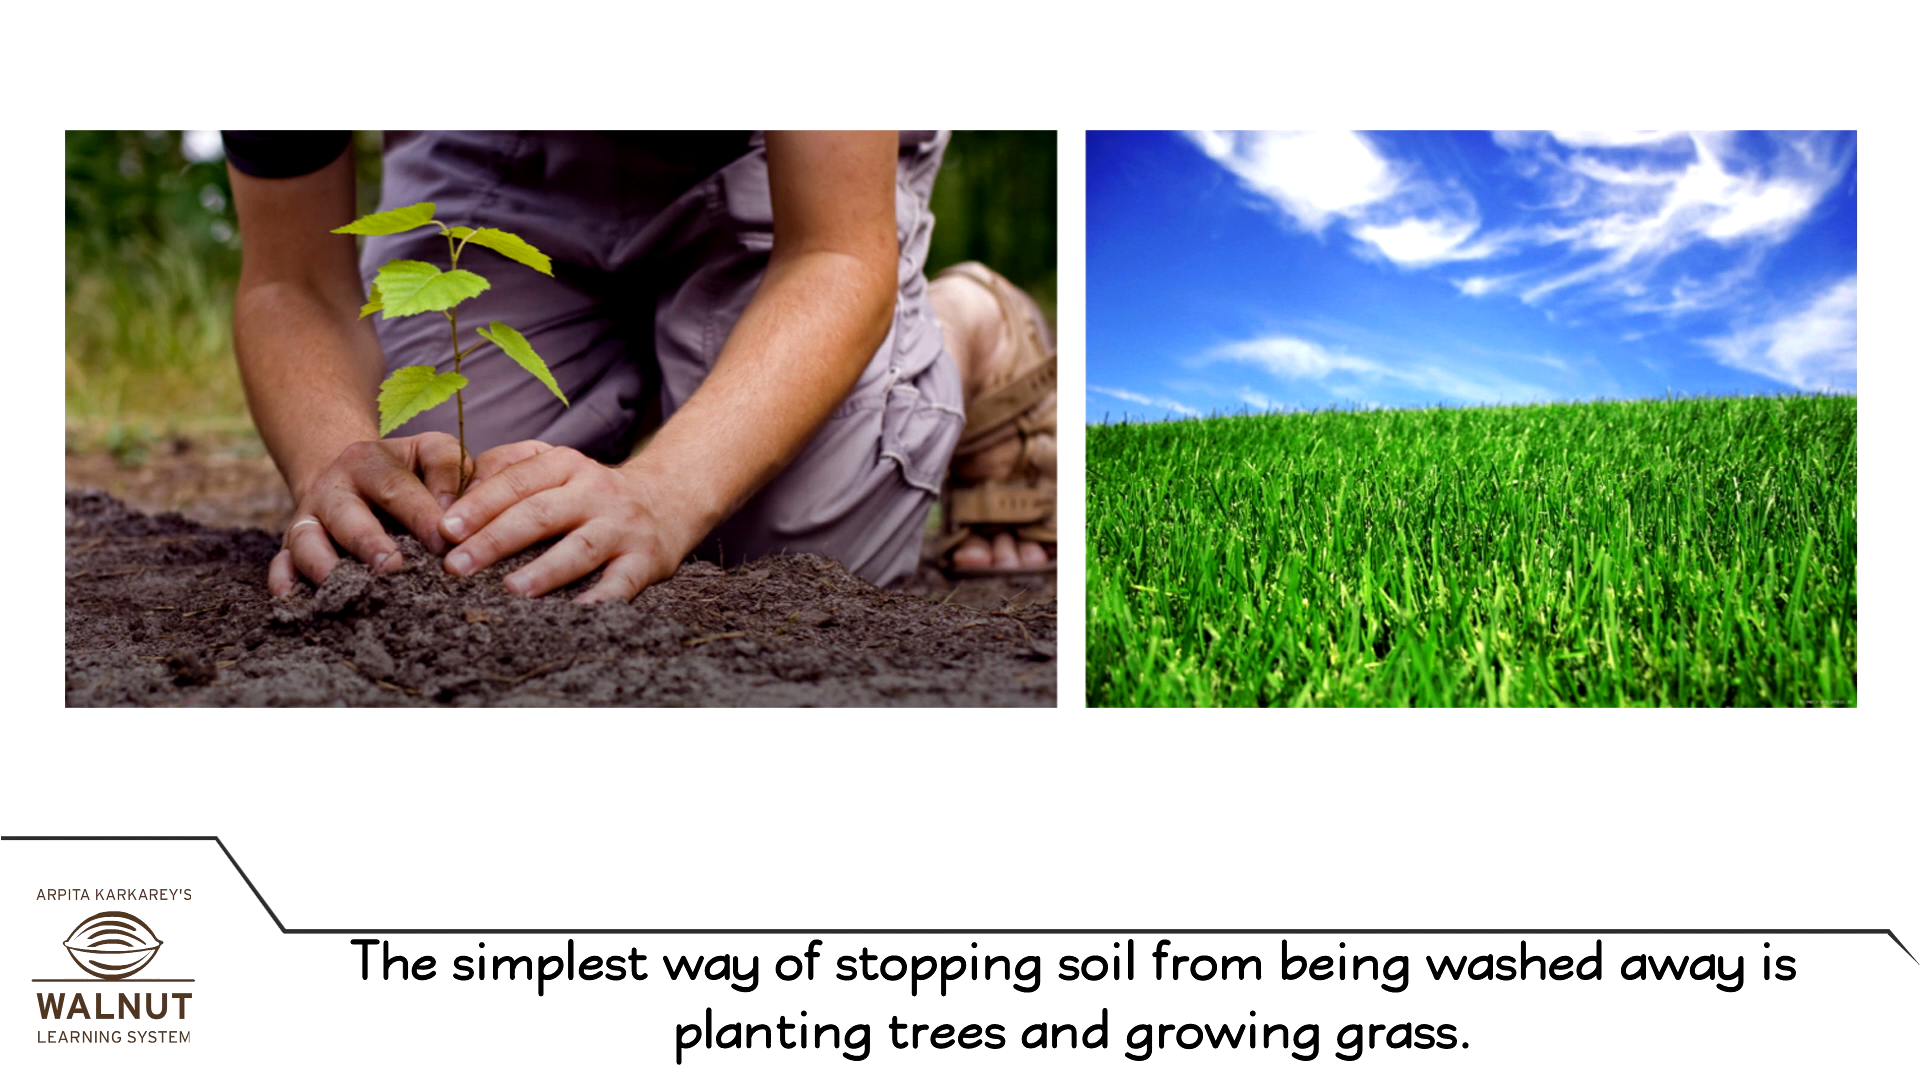 ARPITA KARKAREY'S
WALNUT
LEARNING SYSTEM
The simplest way of stopping soil from being washed away is
planting trees and growing grass.